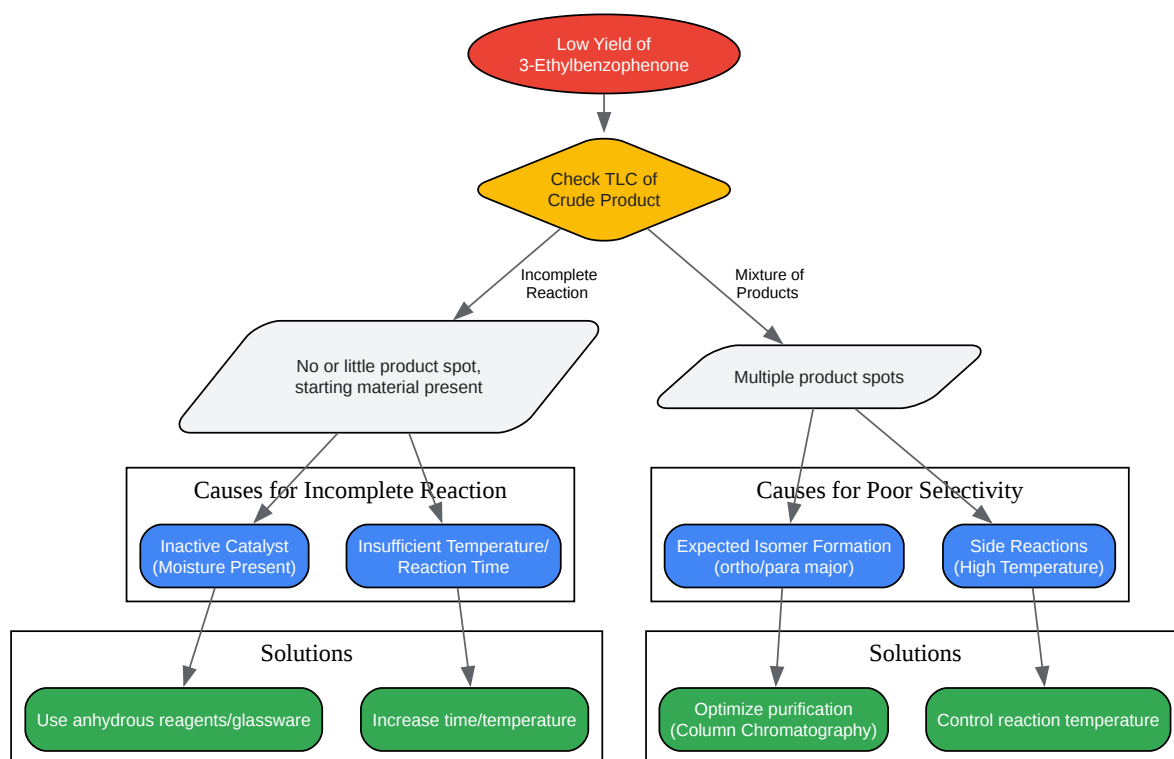 Low Yield of
3-Ethylbenzophenone
Check TLC of
Crude Product
Incomplete
Reaction
Mixture of
Products
No or little product spot,
starting material present
Multiple product spots
Causes for Incomplete Reaction
Causes for Poor Selectivity
Inactive Catalyst
(Moisture Present)
Insufficient Temperature/
Reaction Time
Expected Isomer Formation
(ortho/para major)
Side Reactions
(High Temperature)
Solutions
Solutions
Use anhydrous reagents/glassware
Increase time/temperature
Optimize purification
(Column Chromatography)
Control reaction temperature